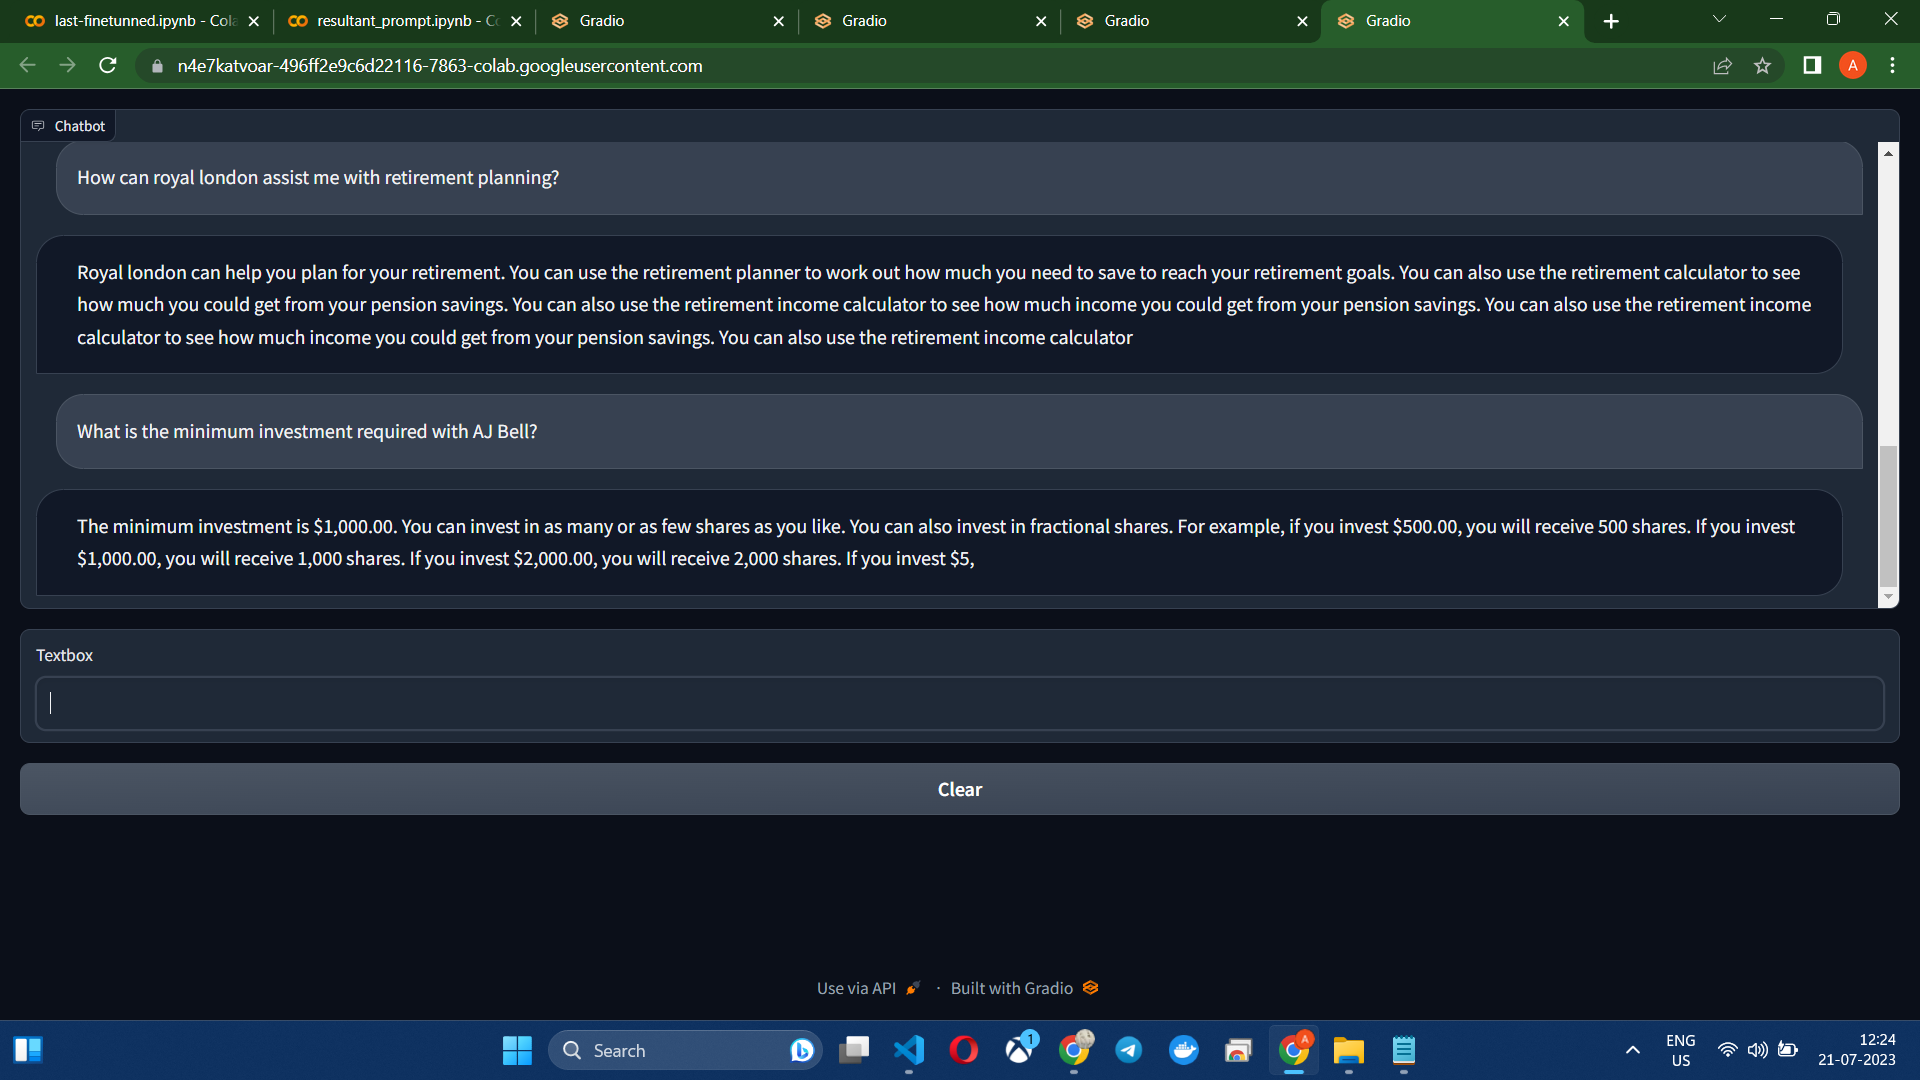 last-finetunned.ipynb - Cola
resultant_prompt.ipynb - Co
Gradio
Gradio
Gradio
Gradio
n4e7katvoar-496ff2e9c6d22116-7863-colab.googleusercontent.com
A
Chatbot
How can royal london assist me with retirement planning?
Royal london can help you plan for your retirement. You can use the retirement planner to work out how much you need to save to reach your retirement goals. You can also use the retirement calculator to see
how much you could get from your pension savings. You can also use the retirement income calculator to see how much income you could get from your pension savings. You can also use the retirement income
calculator to see how much income you could get from your pension savings. You can also use the retirement income calculator
What is the minimum investment required with AJ Bell?
The minimum investment is $1,000.00. You can invest in as many or as few shares as you like. You can also invest in fractional shares. For example, if you invest $500.00, you will receive 500 shares. If you invest
$1,000.00, you will receive 1,000 shares. If you invest $2,000.00, you will receive 2,000 shares. If you invest $5,
Textbox
Clear
Use via API · Built with Gradio
Search
1
A
ENG
US
12:24
21-07-2023